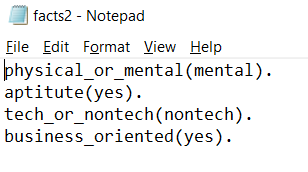 facts2 - Notepad
File Edit Format View Help
physical_or_mental(mental).
aptitute(yes).
tech_or_nontech(nontech).
business_oriented(yes).